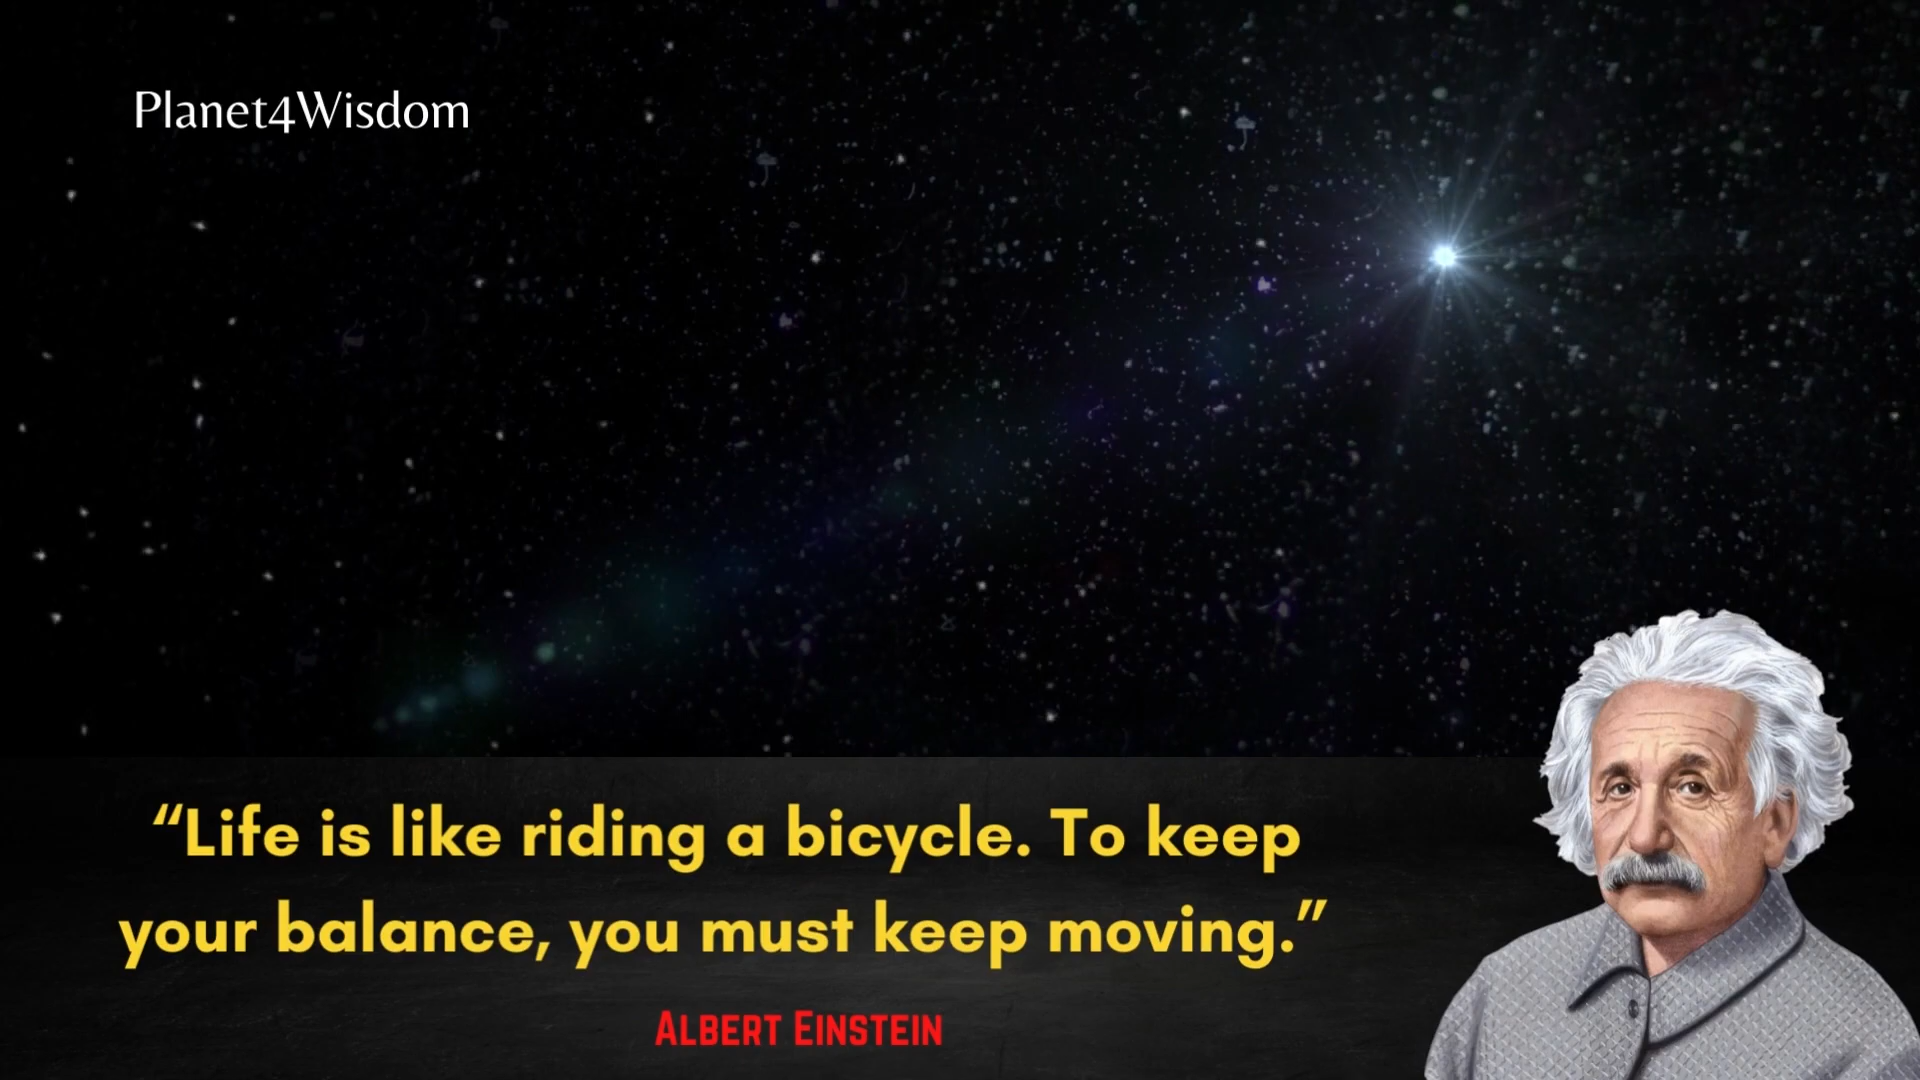 Planet4Wisdom
“Life is like riding a bicycle. To keep
your balance, you must keep moving.”
Albert Einstein